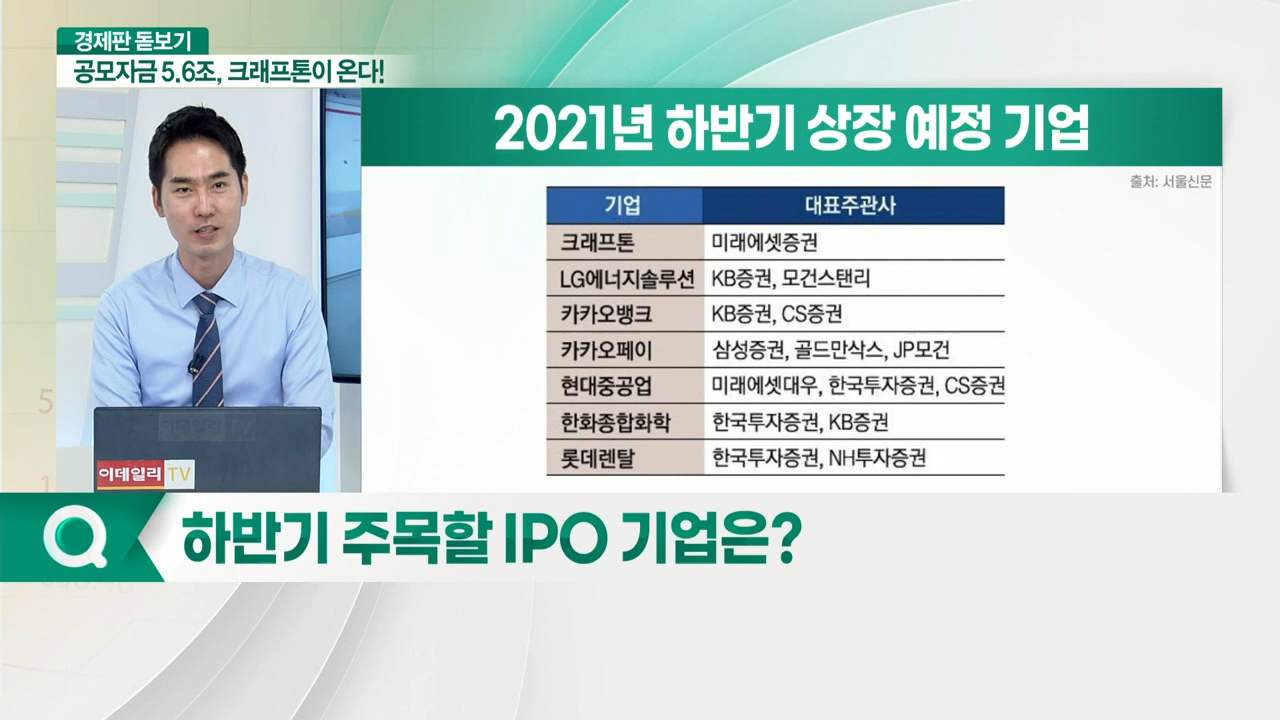 경제판 돋보기
공모자금 5.6조, 크래프톤이 온다!
2021년 하반기 상장 예정 기업
출처: 서울신문
기업 대표주관사
크래프톤 미래에셋증권
LG에너지솔루션 KB증권, 모건스탠리
카카오뱅크 KB증권, CS증권
카카오페이 삼성증권, 골드만삭스, JP모건
현대중공업 미래에셋대우, 한국투자증권, CS증권
한화종합화학 한국투자증권, KB증권
롯데렌탈 한국투자증권, NH투자증권
이데일리 TV
이데일리 TV
하반기 주목할 IPO 기업은?